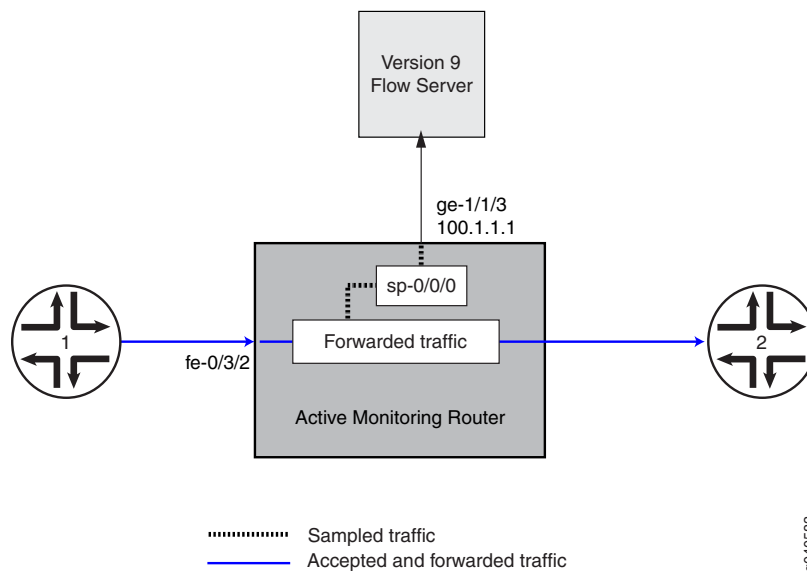 Version 9
Flow Server
ge-1/1/3
100.1.1.1
sp-0/0/0
1
Forwarded traffic
2
fe-0/3/2
Active Monitoring Router
Sampled traffic
Accepted and forwarded traffic